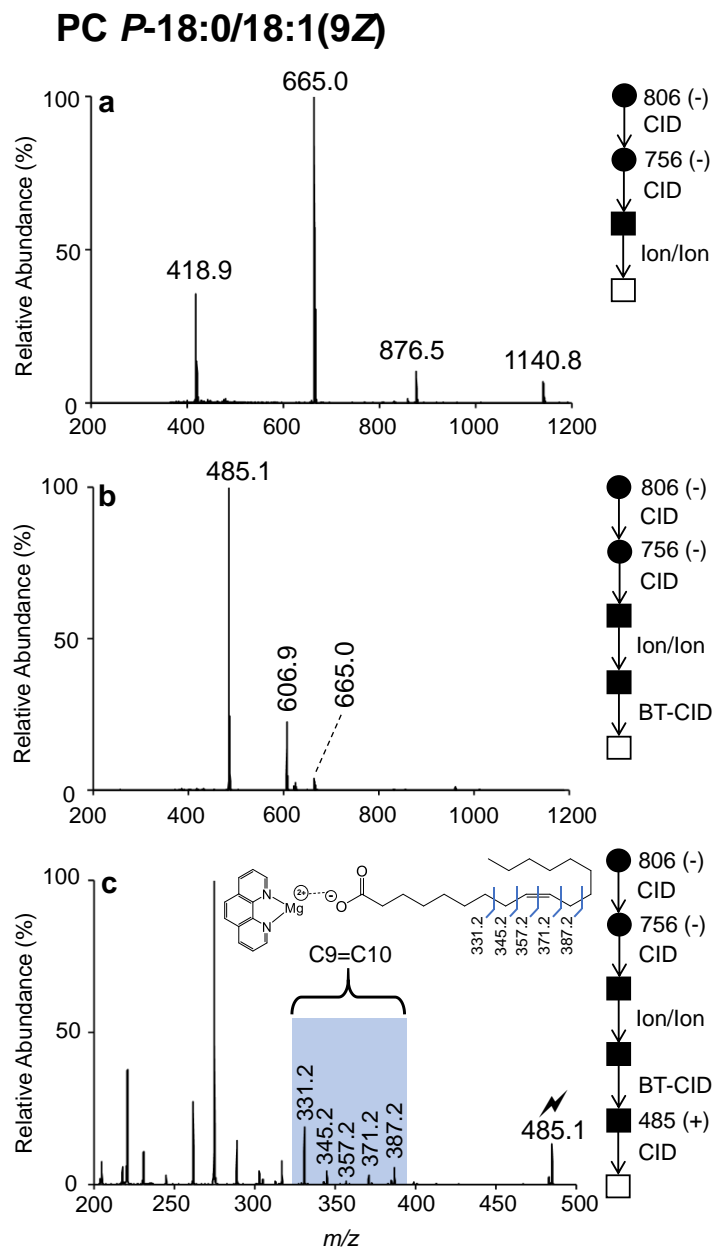 PC P-18:0/18:1(9Z)
a
Relative Abundance (%)
100
50
0
418.9
665.0
876.5
1140.8
200 400 600 800 1000 1200
806 (-)
CID
756 (-)
CID
Ion/Ion
b
Relative Abundance (%)
100
50
0
485.1
606.9
665.0
200 400 600 800 1000 1200
806 (-)
CID
756 (-)
CID
Ion/Ion
BT-CID
c
Relative Abundance (%)
100
50
0
N
N
Mg
2+
-
O
O
331.2
345.2
357.2
371.2
387.2
C9=C10
331.2
345.2
357.2
371.2
387.2
485.1
200 250 300 350 400 450 500
m/z
806 (-)
CID
756 (-)
CID
Ion/Ion
BT-CID
485 (+)
CID